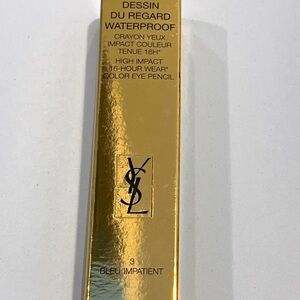 DESSIN
DU REGARD
WATERPROOF
CRAYON YEUX
IMPACT COULEUR
TENUE 16H*
HIGH IMPACT
16-HOUR WEAR*
COLOR EYE PENCIL
YSL
3
BLEU IMPATIENT